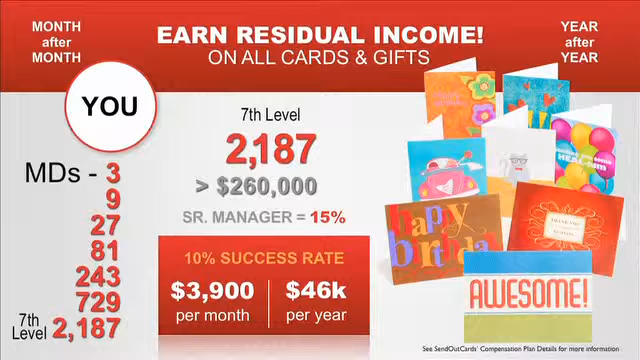 MONTH
after
MONTH
EARN RESIDUAL INCOME!
ON ALL CARDS & GIFTS
YEAR
after
YEAR
YOU
MDs - 3
9
27
81
243
729
7th Level 2,187
7th Level
2,187
> $260,000
SR. MANAGER = 15%
10% SUCCESS RATE
$3,900
per month
$46k
per year
happy
birthday
AWESOME!
See SendOutCards' Compensation Plan Details for more information